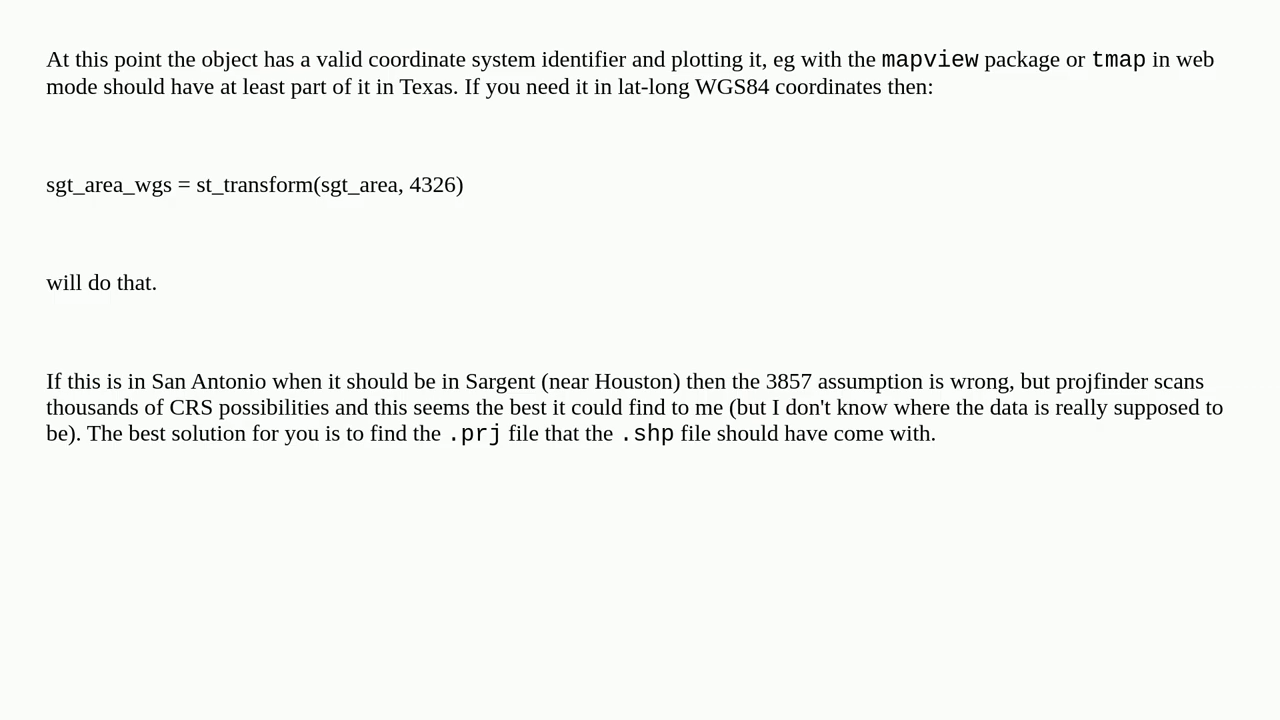 At this point the object has a valid coordinate system identifier and plotting it, eg with the mapview package or tmap in web
mode should have at least part of it in Texas. If you need it in lat-long WGS84 coordinates then:
sgt_area_wgs = st_transform(sgt_area, 4326)
will do that.
If this is in San Antonio when it should be in Sargent (near Houston) then the 3857 assumption is wrong, but projfinder scans
thousands of CRS possibilities and this seems the best it could find to me (but I don't know where the data is really supposed to
be). The best solution for you is to find the .prj file that the .shp file should have come with.